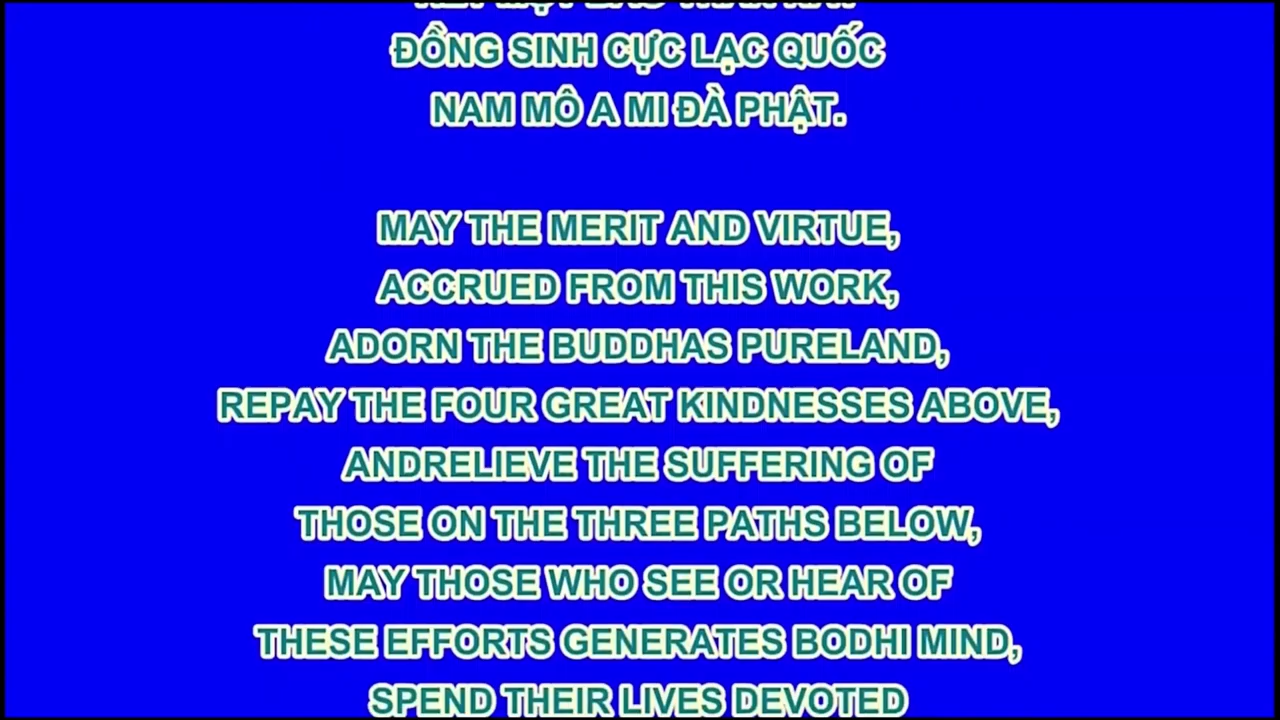 ĐỒNG SINH CỰC LẠC QUỐC
NAM MÔ A MI ĐÀ PHẬT.
MAY THE MERIT AND VIRTUE,
ACCRUED FROM THIS WORK,
ADORN THE BUDDHAS PURELAND,
REPAY THE FOUR GREAT KINDNESSES ABOVE,
ANDRELIEVE THE SUFFERING OF
THOSE ON THE THREE PATHS BELOW,
MAY THOSE WHO SEE OR HEAR OF
THESE EFFORTS GENERATES BODHI MIND,
SPEND THEIR LIVES DEVOTED